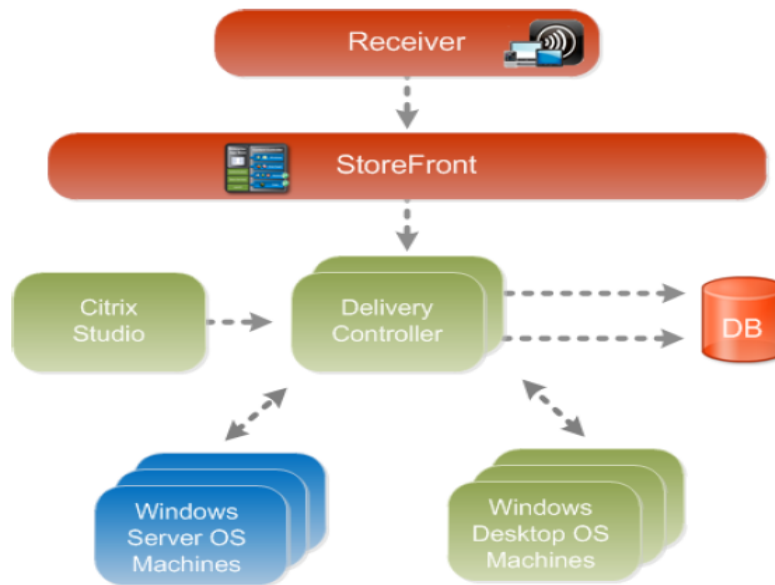 Receiver
StoreFront
Citrix
Studio
Delivery
Controller
DB
Windows
Server OS
Machines
Windows
Desktop OS
Machines